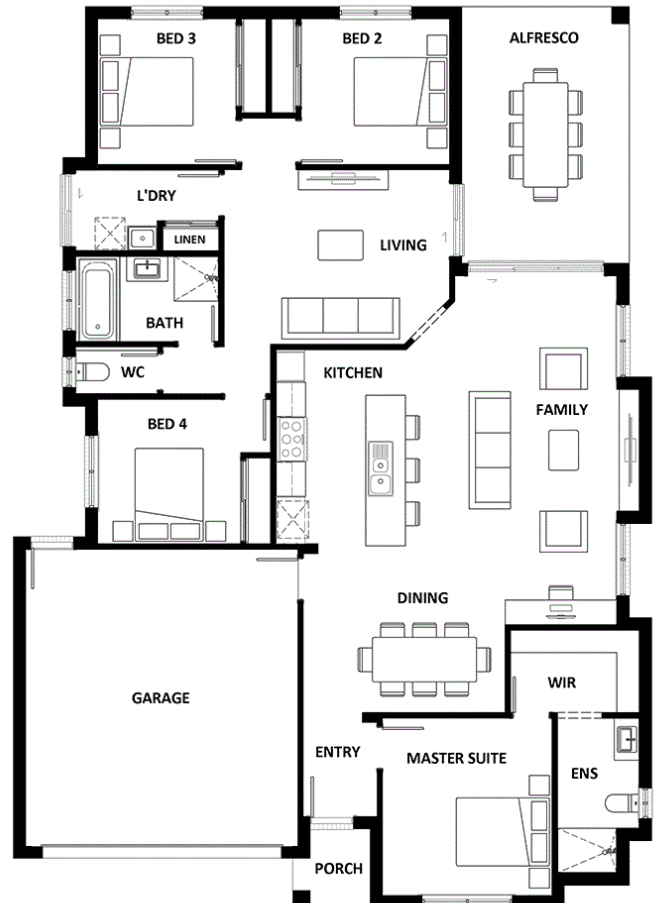 BED 3
BED 2
ALFRESCO
L'DRY
LINEN
LIVING
BATH
WC
KITCHEN
FAMILY
BED 4
DINING
GARAGE
WIR
ENTRY
MASTER SUITE
ENS
PORCH